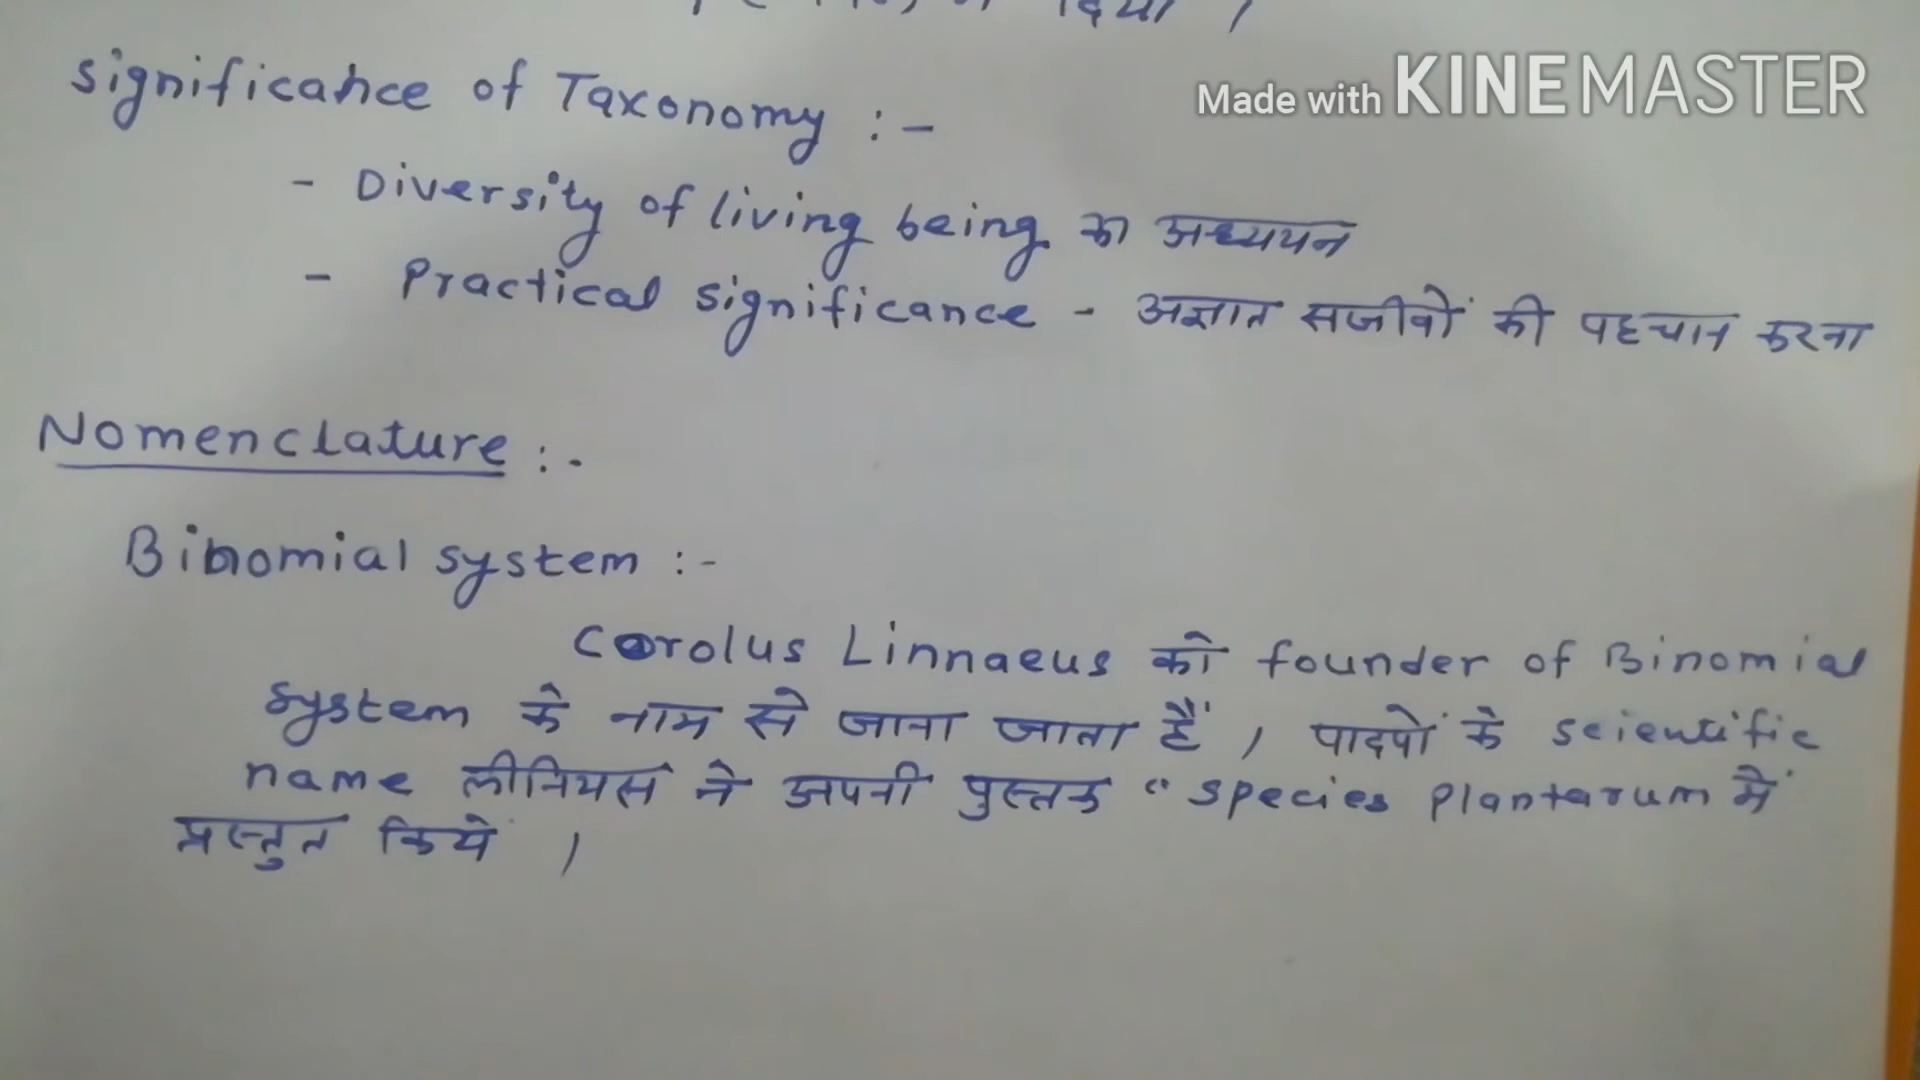 दिया ।
Made with KINEMASTER
Significance of Taxonomy :-
- Diversity of living being का अध्ययन
- Practical significance - अज्ञात सजीवों की पहचान करना
Nomenclature :-
Binomial system :-
Carolus Linnaeus को founder of Binomial
System के नाम से जाना जाता हैं , पादपों के scientific
name लीनियस ने अपनी पुस्तक “ Species Plantarum में
प्रस्तुत किये ।